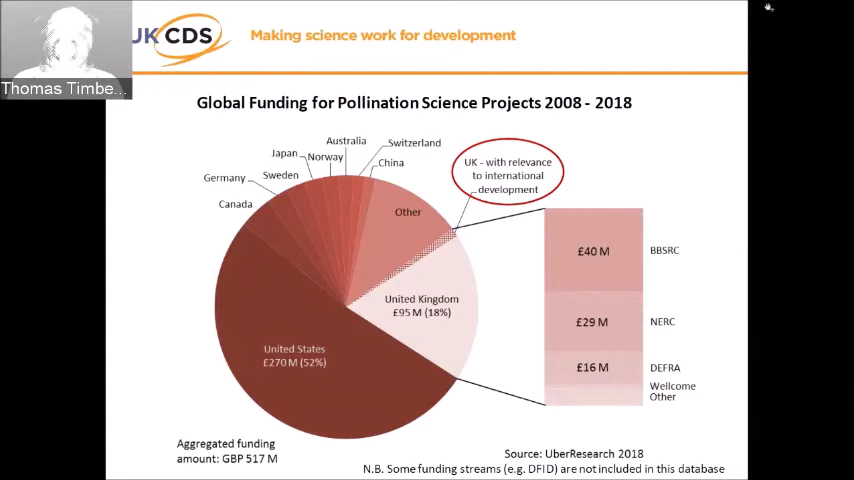 UK CDS
Making science work for development
Thomas Timbe...
Global Funding for Pollination Science Projects 2008 - 2018
Australia
Switzerland
Japan
Norway
China
Germany
Sweden
Canada
Other
UK - with relevance
to international
development
£40 M
BBSRC
United Kingdom
£95 M (18%)
£29 M
NERC
United States
£270 M (52%)
£16 M
DEFRA
Wellcome
Other
Aggregated funding
amount: GBP 517 M
Source: UberResearch 2018
N.B. Some funding streams (e.g. DFID) are not included in this database